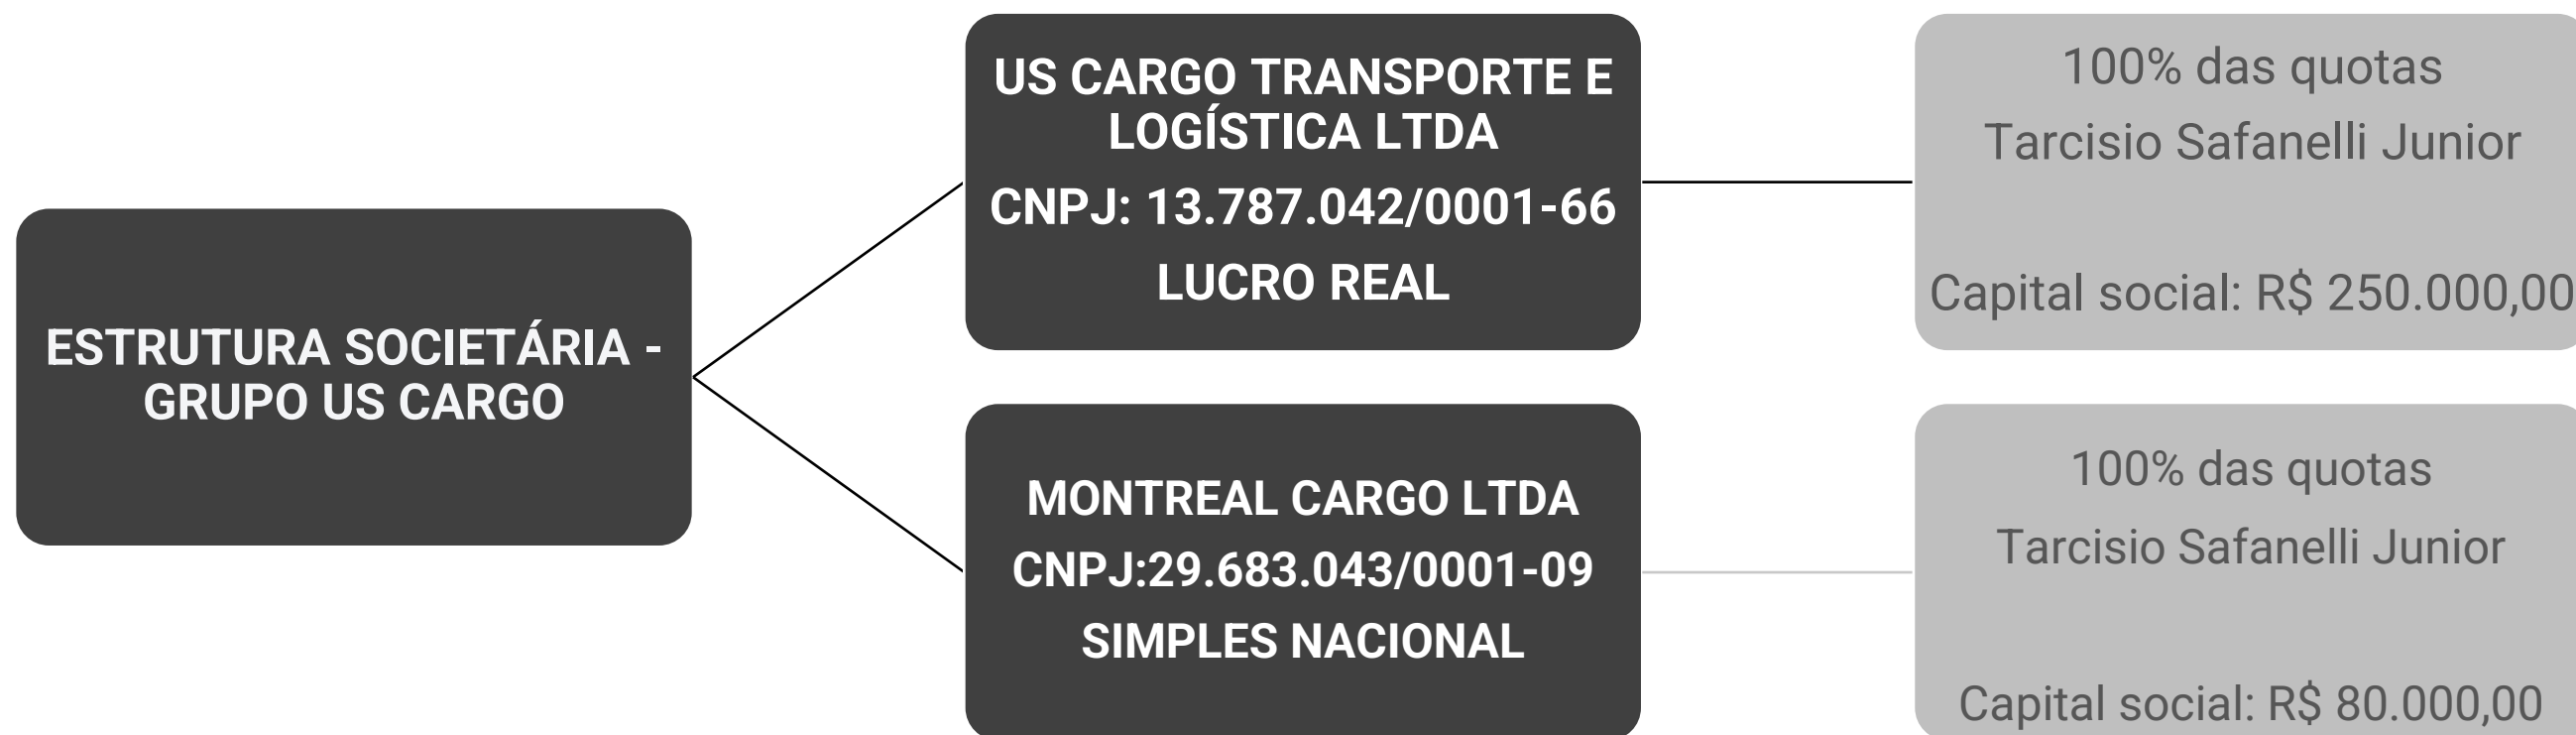 ESTRUTURA SOCIETÁRIA -
GRUPO US CARGO
US CARGO TRANSPORTE E
LOGÍSTICA LTDA
CNPJ: 13.787.042/0001-66
LUCRO REAL
100% das quotas
Tarcisio Safanelli Junior
Capital social: R$ 250.000,00
MONTREAL CARGO LTDA
CNPJ:29.683.043/0001-09
SIMPLES NACIONAL
100% das quotas
Tarcisio Safanelli Junior
Capital social: R$ 80.000,00